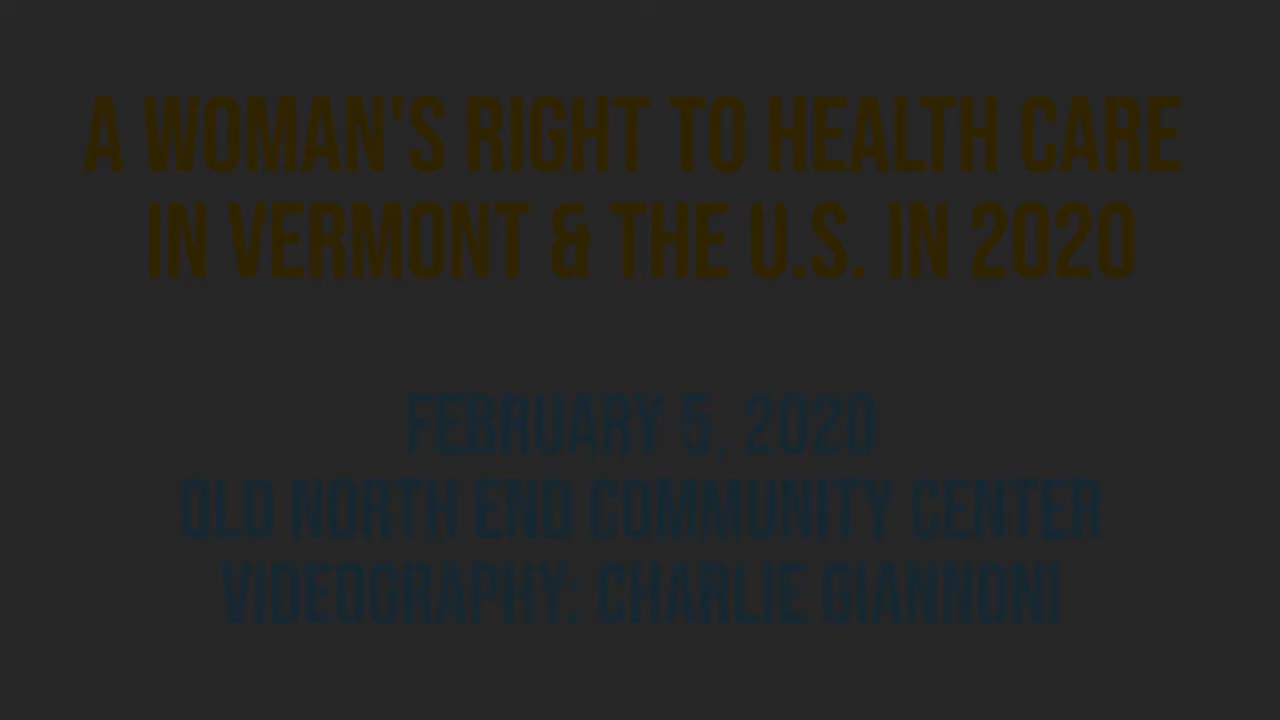 A WOMAN'S RIGHT TO HEALTH CARE
IN VERMONT & THE U.S. IN 2020
FEBRUARY 5, 2020
OLD NORTH END COMMUNITY CENTER
VIDEOGRAPHY: CHARLIE GIANNONI